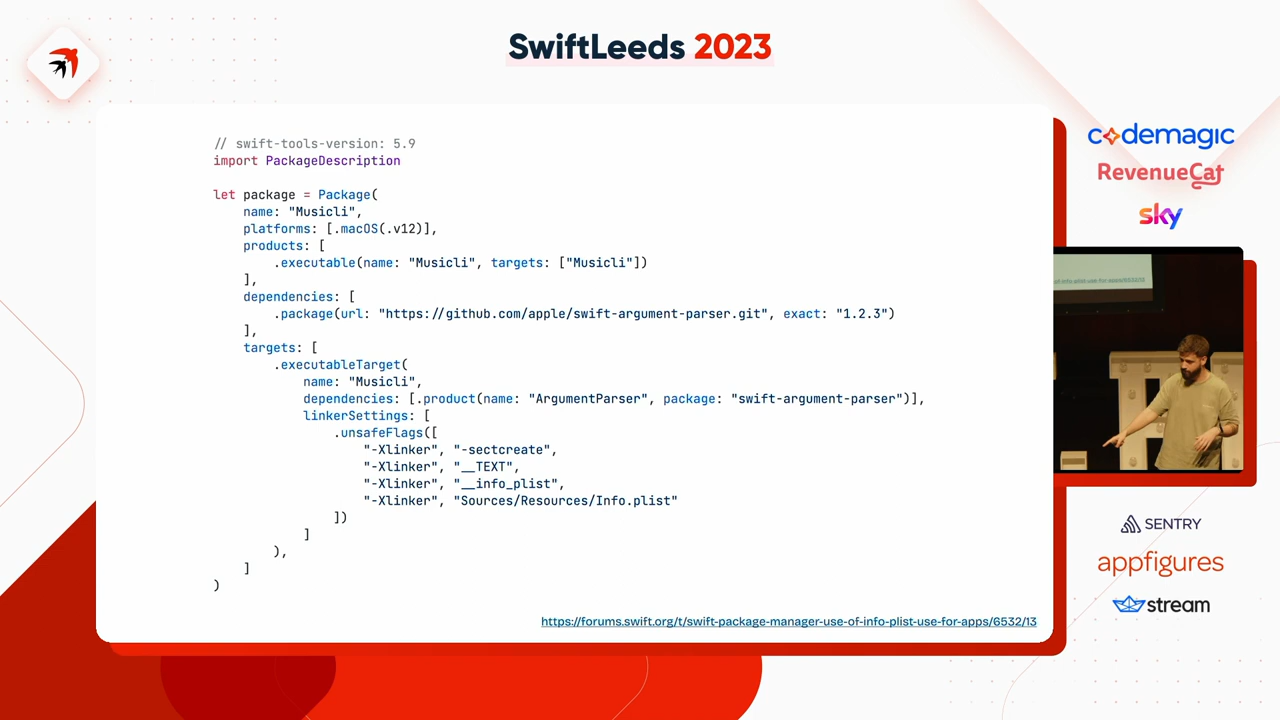 SwiftLeeds 2023
// swift-tools-version: 5.9
import PackageDescription
let package = Package(
name: "Musicli",
platforms: [.macOS(.v12)],
products: [
.executable(name: "Musicli", targets: ["Musicli"])
],
dependencies: [
.package(url: "https://github.com/apple/swift-argument-parser.git", exact: "1.2.3")
],
targets: [
.executableTarget(
name: "Musicli",
dependencies: [.product(name: "ArgumentParser", package: "swift-argument-parser")],
linkerSettings: [
.unsafeFlags([
"-Xlinker", "-sectcreate",
"-Xlinker", "__TEXT",
"-Xlinker", "__info_plist",
"-Xlinker", "Sources/Resources/Info.plist"
])
]
),
]
)
https://forums.swift.org/t/swift-package-manager-use-of-info-plist-use-for-apps/6532/13
codemagic
RevenueCat
sky
SENTRY
appfigures
stream